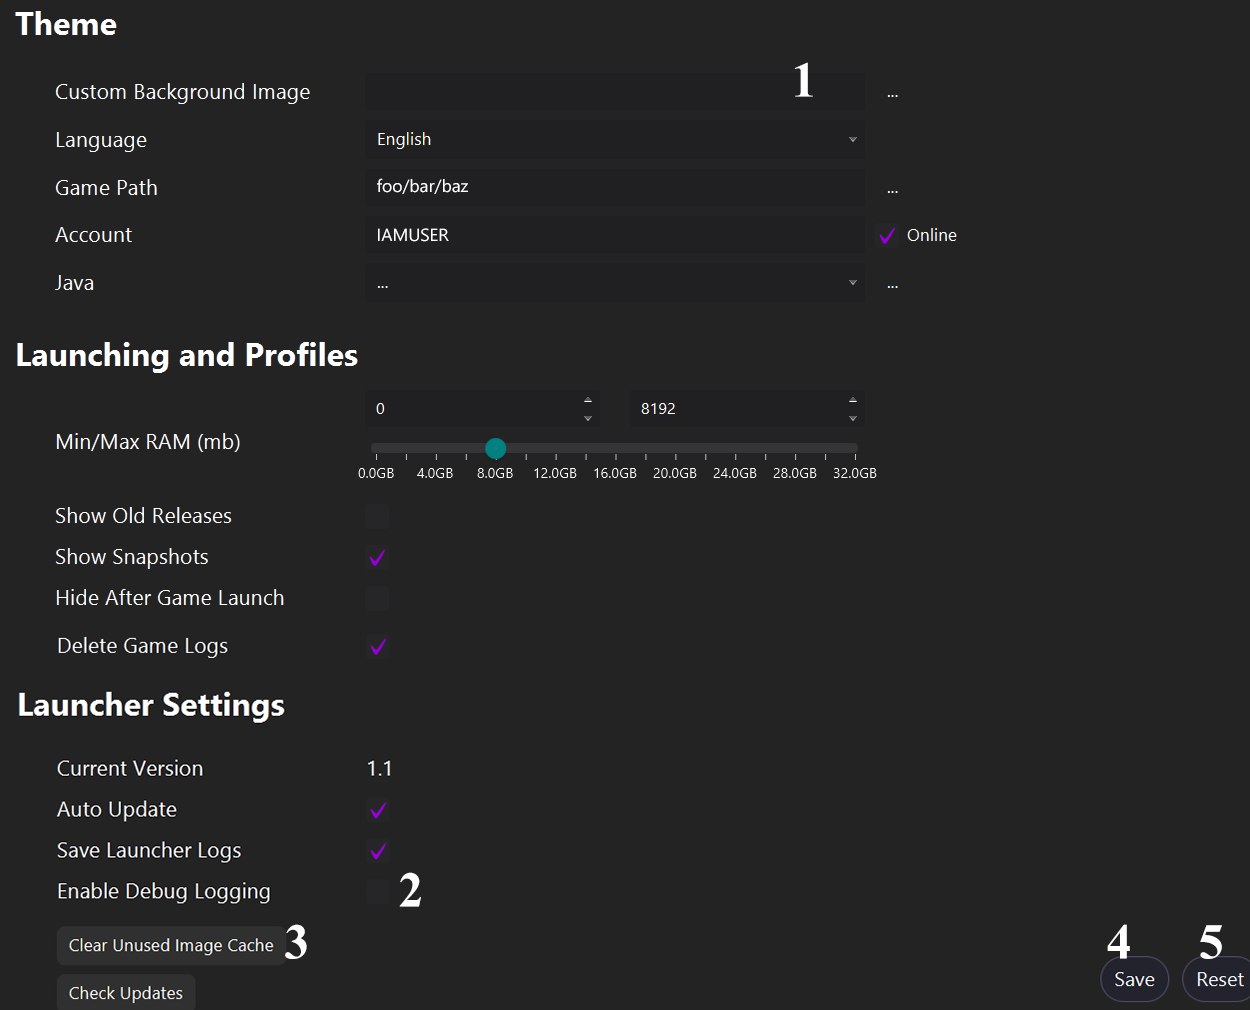 Theme
Custom Background Image 1 ...
Language English
Game Path foo/bar/baz ...
Account IAMUSER Online
Java ... ...
Launching and Profiles
0 8192
Min/Max RAM (mb)
0.0GB 4.0GB 8.0GB 12.0GB 16.0GB 20.0GB 24.0GB 28.0GB 32.0GB
Show Old Releases
Show Snapshots
Hide After Game Launch
Delete Game Logs
Launcher Settings
Current Version 1.1
Auto Update
Save Launcher Logs
Enable Debug Logging 2
Clear Unused Image Cache 3 4 5
Save Reset
Check Updates